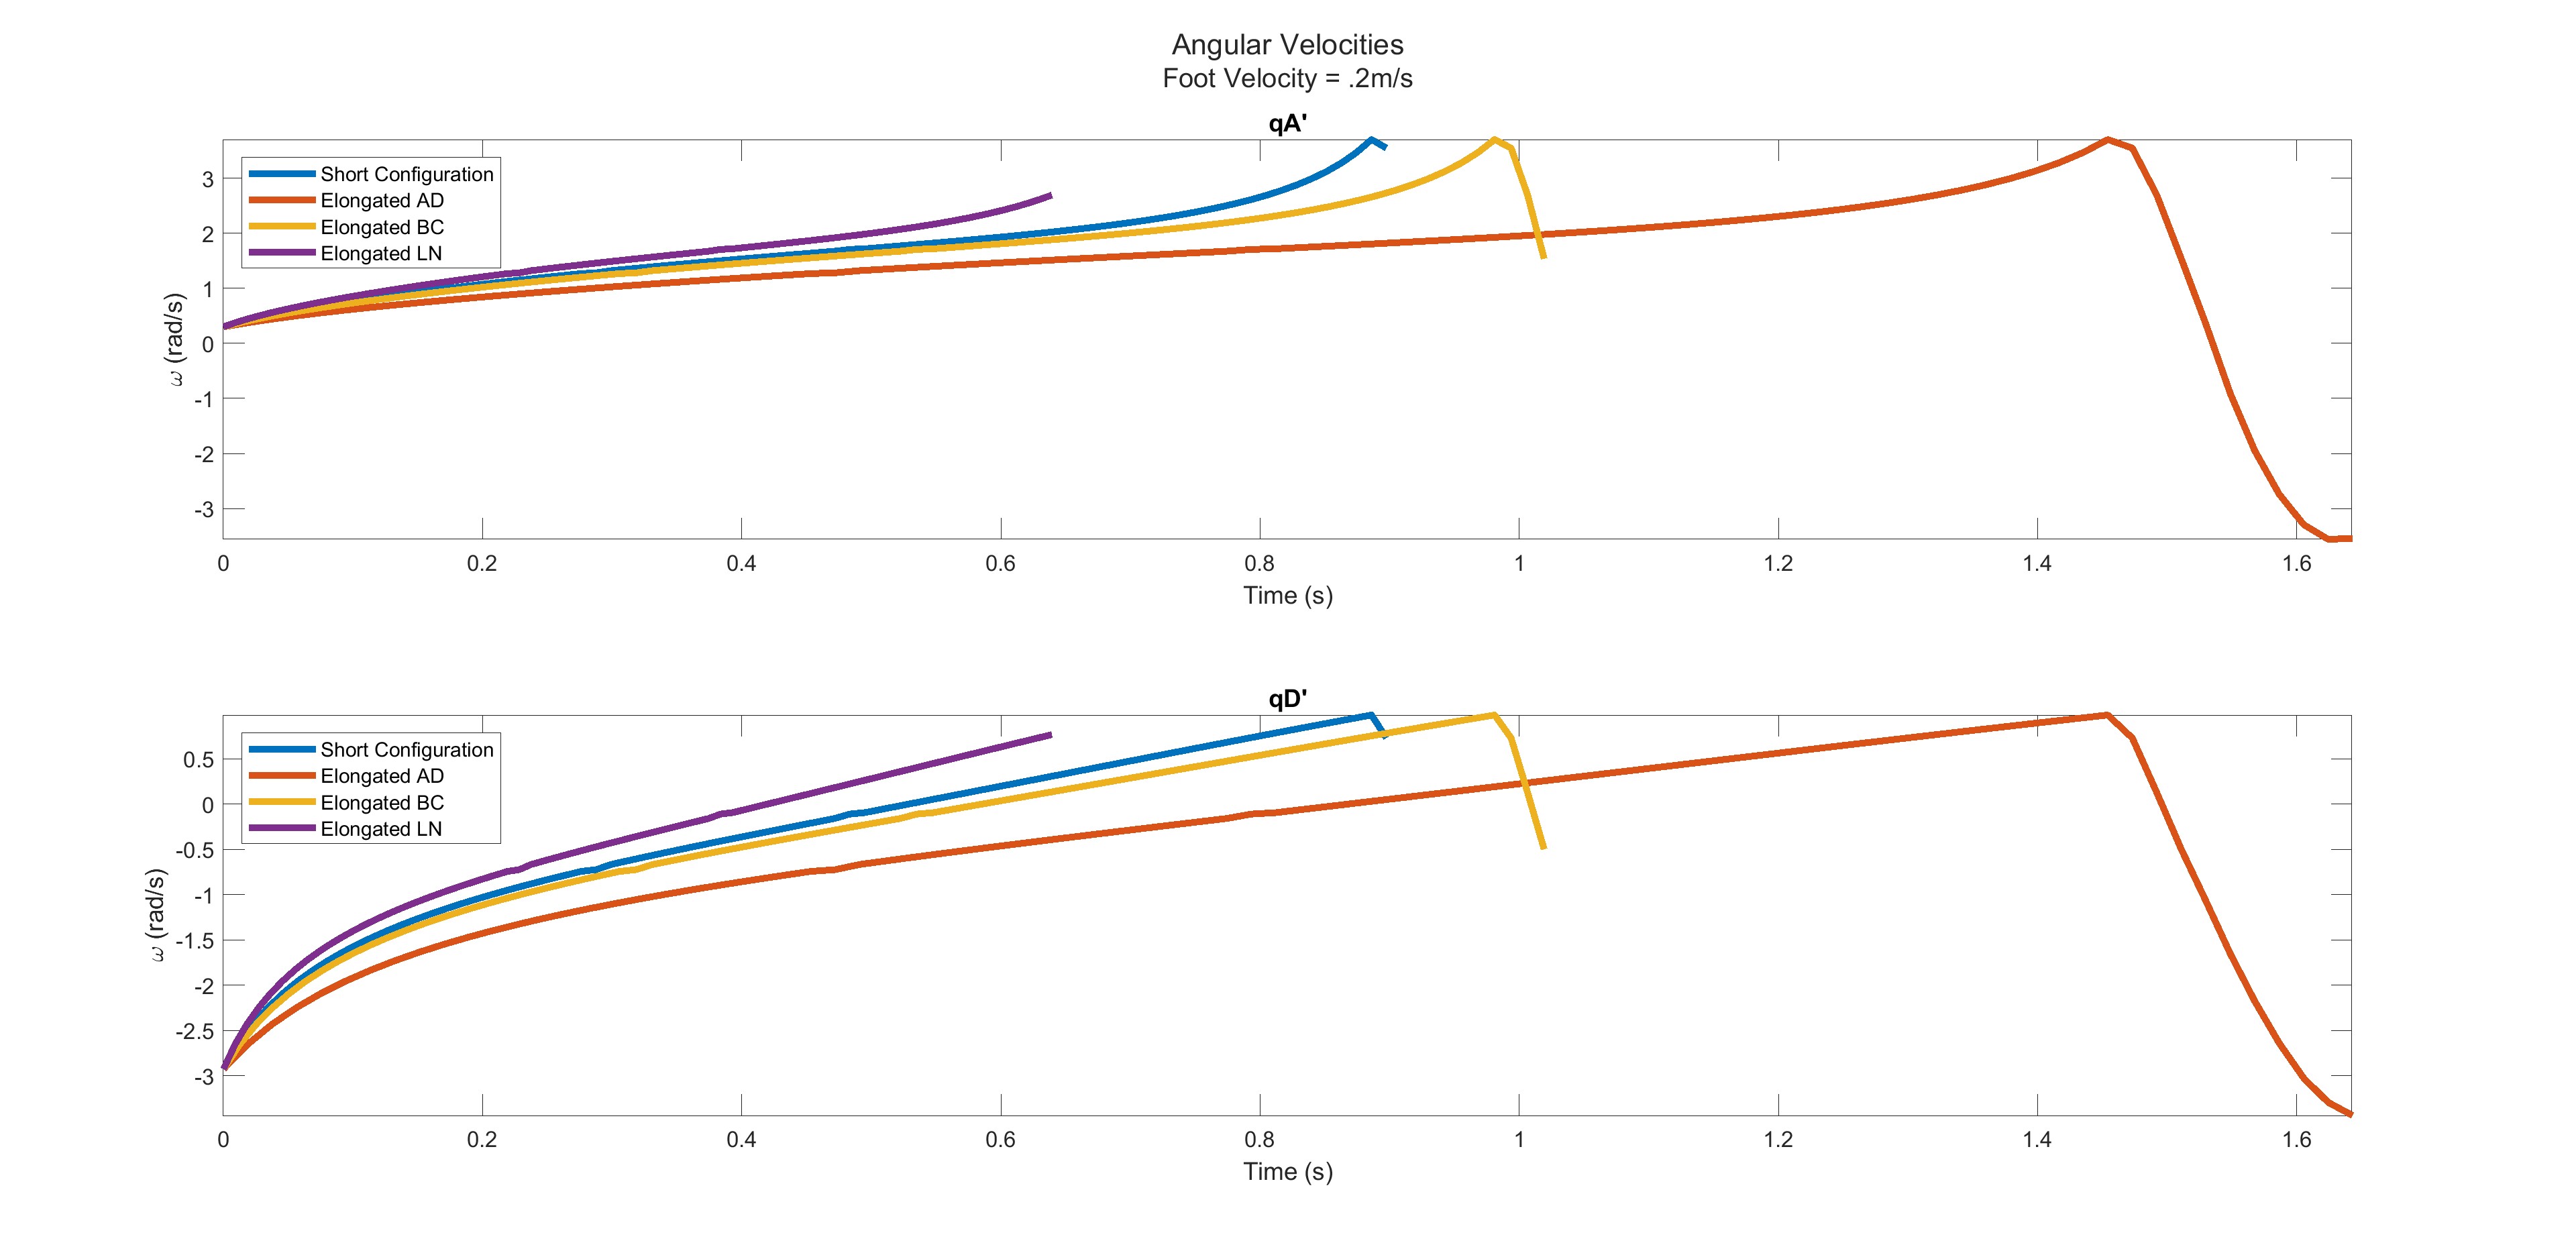 Angular Velocities
Foot Velocity = .2m/s
qA'
Short Configuration
Elongated AD
Elongated BC
Elongated LN
3
2
1
0
-1
-2
-3
ω (rad/s)
0 0.2 0.4 0.6 0.8 1 1.2 1.4 1.6
Time (s)
qD'
Short Configuration
Elongated AD
Elongated BC
Elongated LN
0.5
0
-0.5
-1
-1.5
-2
-2.5
-3
ω (rad/s)
0 0.2 0.4 0.6 0.8 1 1.2 1.4 1.6
Time (s)